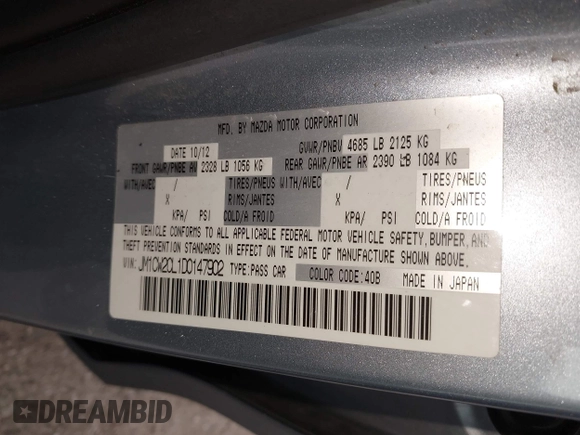 MFD. BY MAZDA MOTOR CORPORATION
DATE 10/12 GVWR/PNBV 4685 LB 2125 KG
FRONT GAWR/PNBE AV 2328 LB 1056 KG REAR GAWR/PNBE AR 2390 LB 1084 KG
WITH/AVEC / TIRES/PNEUS WITH/AVEC / TIRES/PNEUS
X RIMS/JANTES X RIMS/JANTES
KPA/ PSI COLD/A FROID KPA/ PSI COLD/A FROID
THIS VEHICLE CONFORMS TO ALL APPLICABLE FEDERAL MOTOR VEHICLE SAFETY, BUMPER, AND
THEFT PREVENTION STANDARDS IN EFFECT ON THE DATE OF MANUFACTURE SHOWN ABOVE.
VIN: JM1CW2CL1D0147902 TYPE:PASS CAR COLOR CODE:40B MADE IN JAPAN
DREAMBID